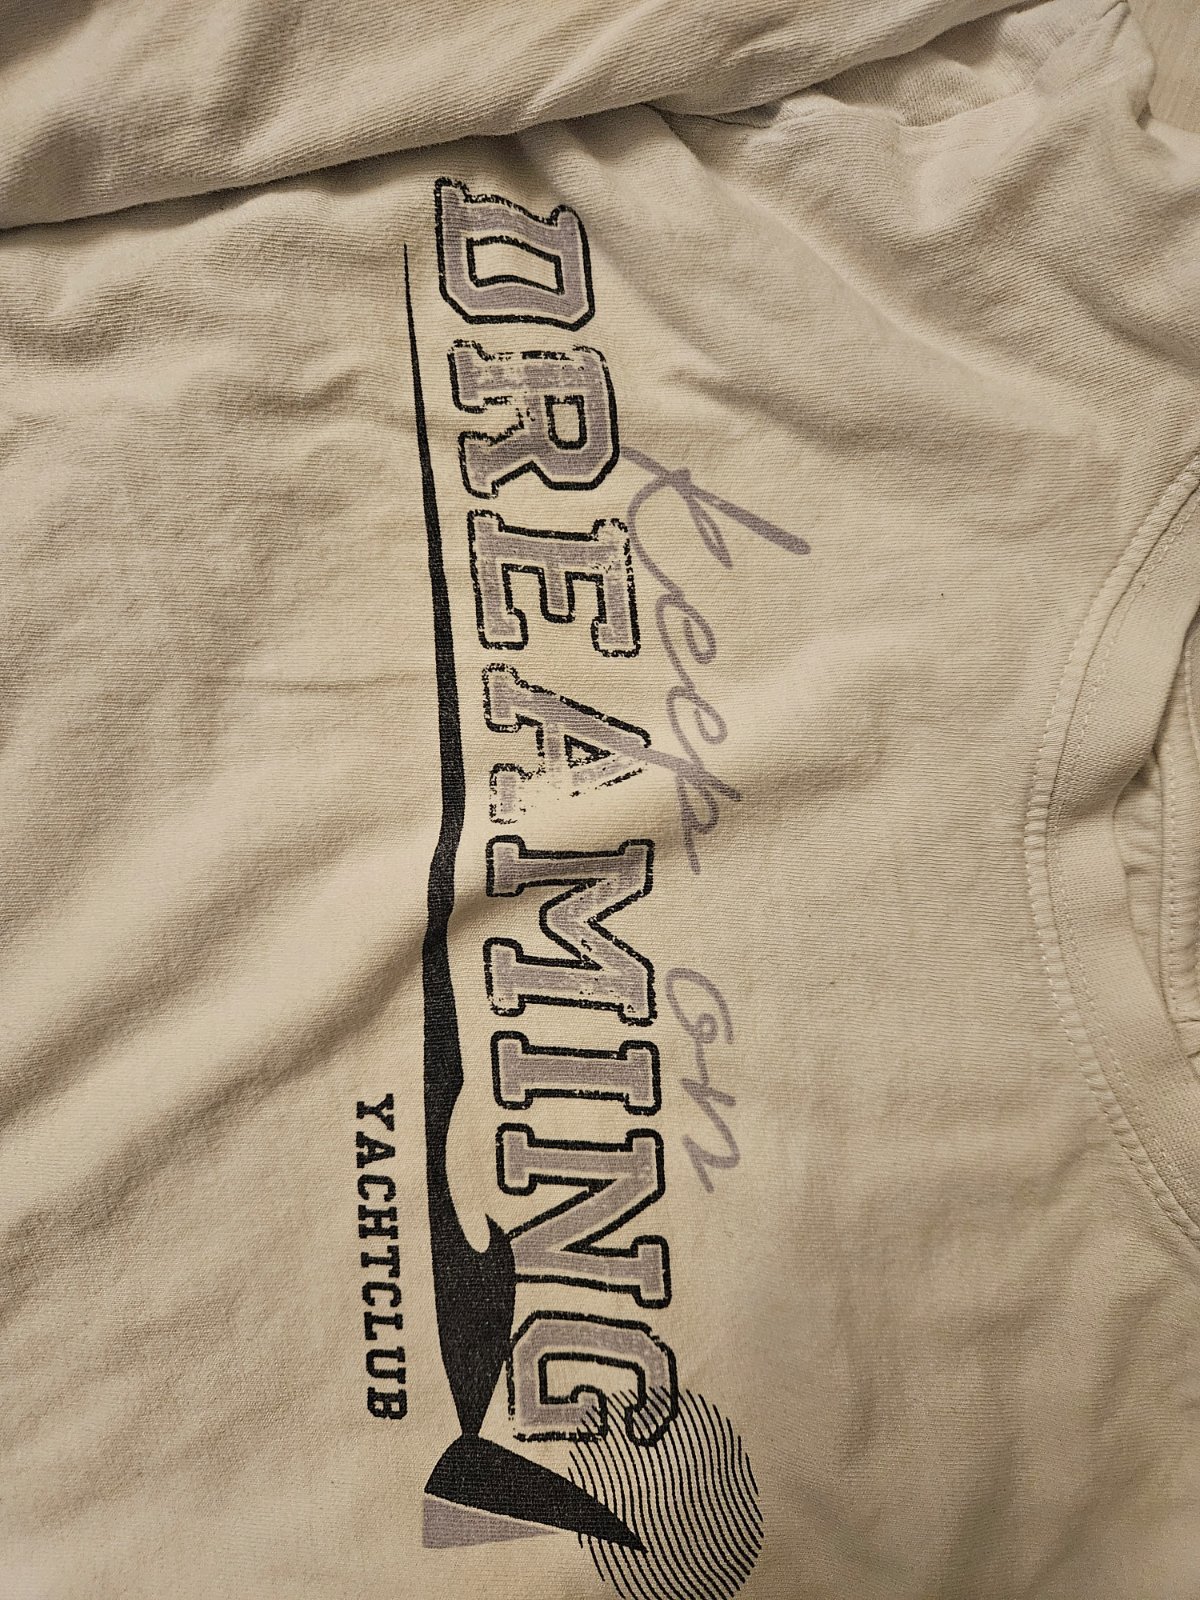 keep on
DREAMING
YACHTCLUB